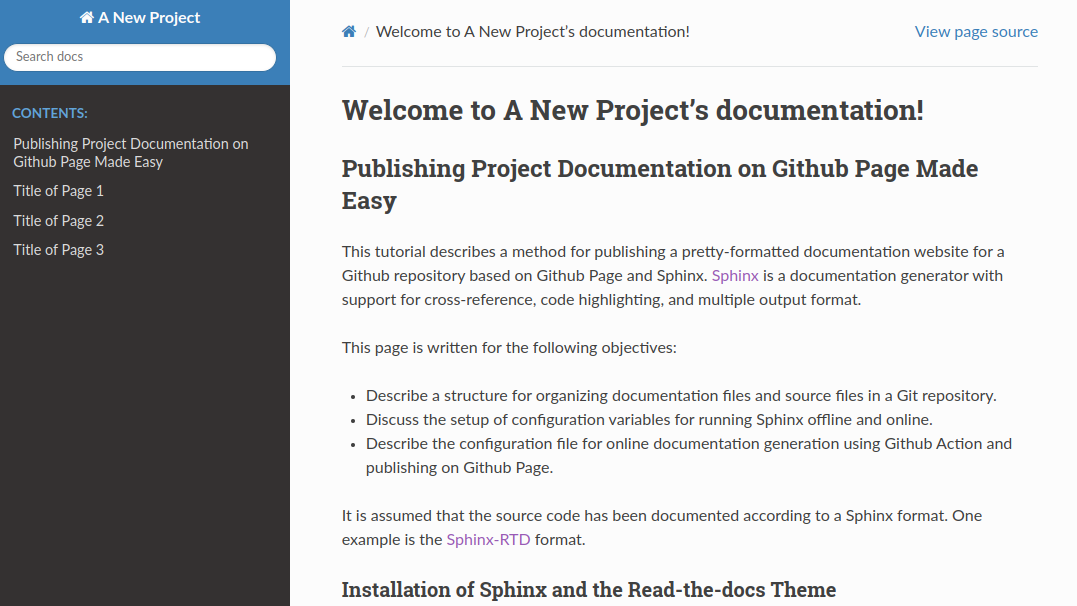 A New Project
Search docs
CONTENTS:
Publishing Project Documentation on
Github Page Made Easy
Title of Page 1
Title of Page 2
Title of Page 3
/ Welcome to A New Project’s documentation!
View page source
Welcome to A New Project’s documentation!
Publishing Project Documentation on Github Page Made
Easy
This tutorial describes a method for publishing a pretty-formatted documentation website for a
Github repository based on Github Page and Sphinx. Sphinx is a documentation generator with
support for cross-reference, code highlighting, and multiple output format.
This page is written for the following objectives:
• Describe a structure for organizing documentation files and source files in a Git repository.
• Discuss the setup of configuration variables for running Sphinx offline and online.
• Describe the configuration file for online documentation generation using Github Action and
publishing on Github Page.
It is assumed that the source code has been documented according to a Sphinx format. One
example is the Sphinx-RTD format.
Installation of Sphinx and the Read-the-docs Theme